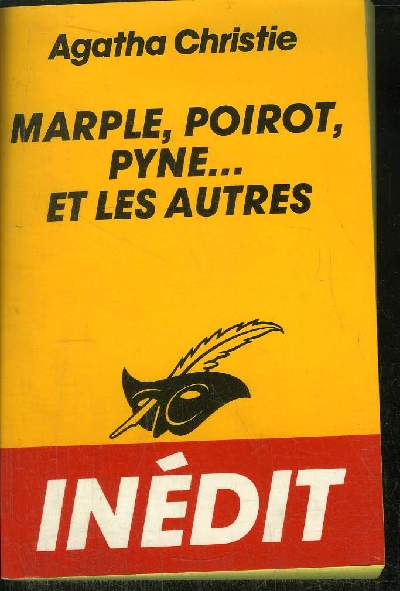 Agatha Christie
MARPLE, POIROT,
PYNE...
ET LES AUTRES
INÉDIT